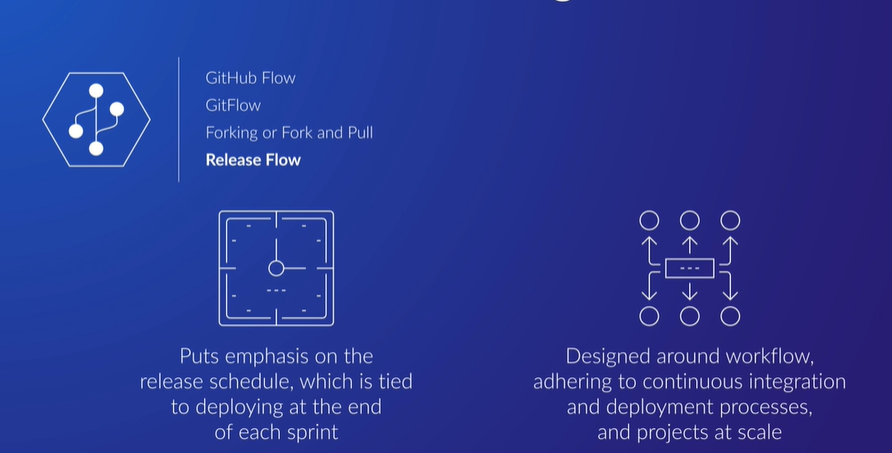 GitHub Flow
GitFlow
Forking or Fork and Pull
Release Flow
Puts emphasis on the
release schedule, which is tied
to deploying at the end
of each sprint
Designed around workflow,
adhering to continuous integration
and deployment processes,
and projects at scale